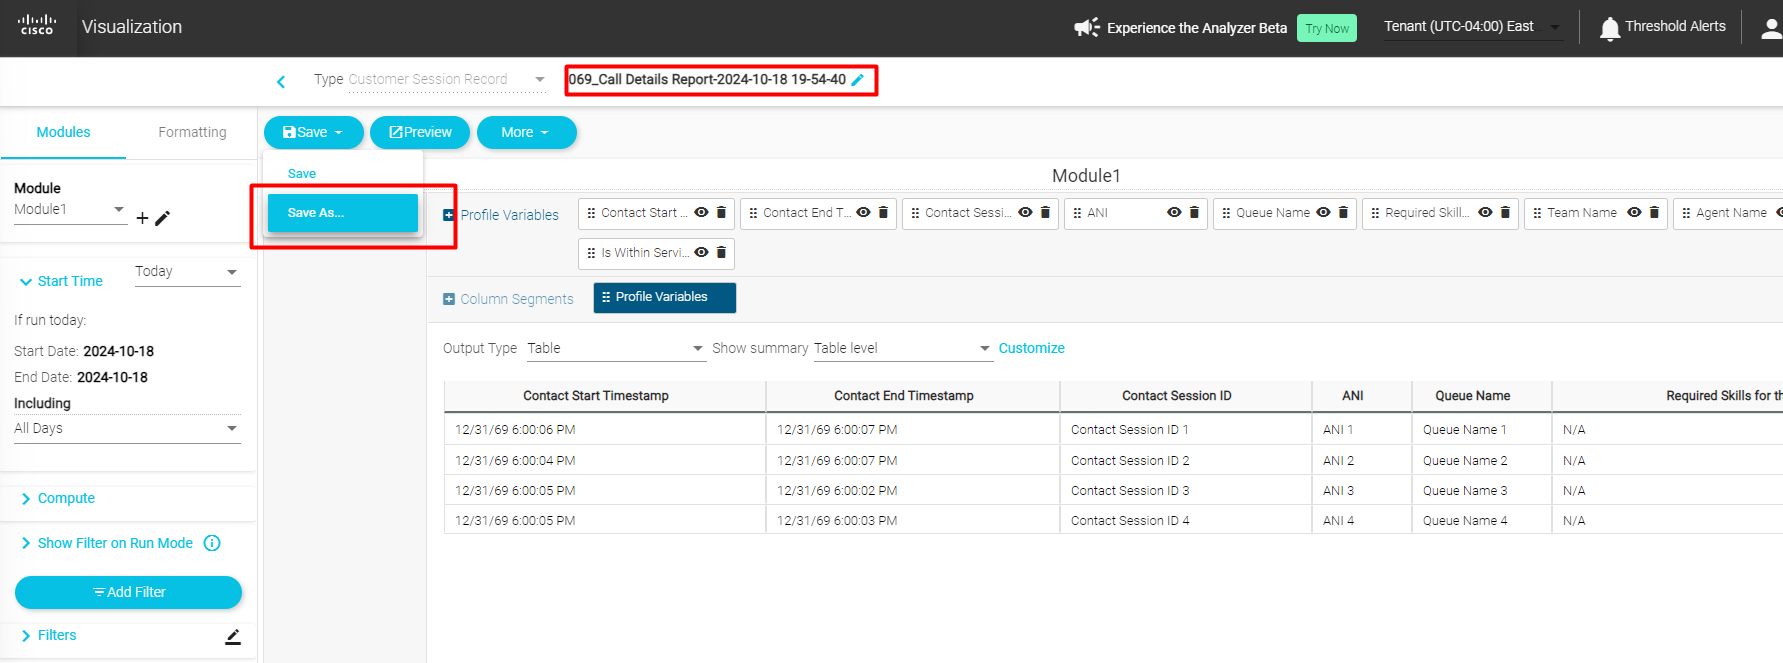 cisco
Visualization
Experience the Analyzer Beta
Try Now
Tenant (UTC-04:00) East
Threshold Alerts
Type Customer Session Record
069_Call Details Report-2024-10-18 19-54-40
Modules
Formatting
Save
Preview
More
Save
Save As...
Module
Module1
Module1
Profile Variables
Contact Start ...
Contact End T...
Contact Sessi...
ANI
Queue Name
Required Skill...
Team Name
Agent Name
Is Within Servi...
Start Time
Today
If run today:
Start Date: 2024-10-18
End Date: 2024-10-18
Including
All Days
Column Segments
Profile Variables
Output Type Table
Show summary Table level
Customize
Contact Start Timestamp Contact End Timestamp Contact Session ID ANI Queue Name Required Skills for th
12/31/69 6:00:06 PM 12/31/69 6:00:07 PM Contact Session ID 1 ANI 1 Queue Name 1 N/A
12/31/69 6:00:04 PM 12/31/69 6:00:07 PM Contact Session ID 2 ANI 2 Queue Name 2 N/A
12/31/69 6:00:05 PM 12/31/69 6:00:02 PM Contact Session ID 3 ANI 3 Queue Name 3 N/A
12/31/69 6:00:05 PM 12/31/69 6:00:03 PM Contact Session ID 4 ANI 4 Queue Name 4 N/A
Compute
Show Filter on Run Mode
Add Filter
Filters